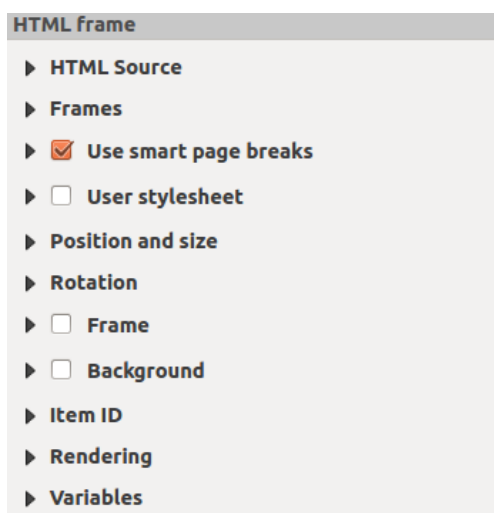 HTML frame
HTML Source
Frames
Use smart page breaks
User stylesheet
Position and size
Rotation
Frame
Background
Item ID
Rendering
Variables